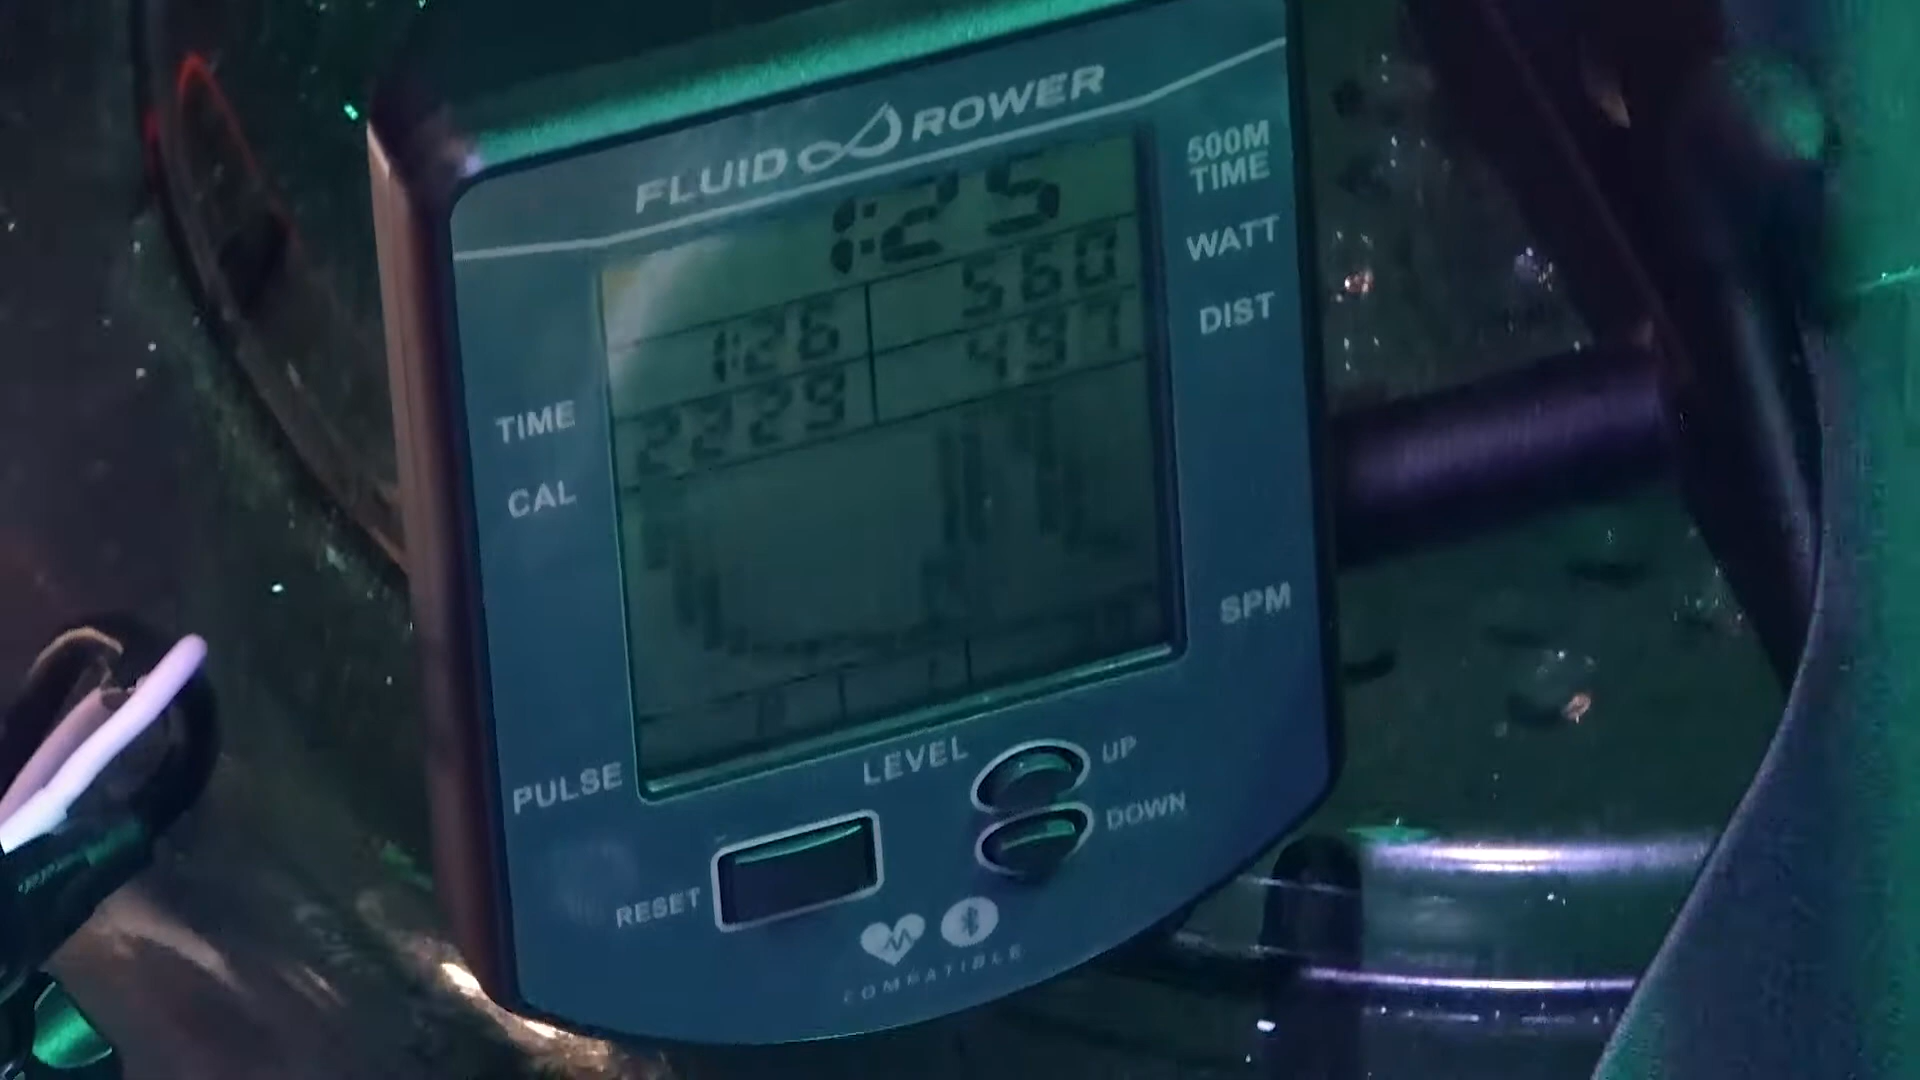 FLUID ROWER
500M
TIME
1:25
WATT
560
1:26
DIST
497
TIME
2229
CAL
SPM
PULSE
LEVEL
UP
DOWN
RESET
COMPATIBLE